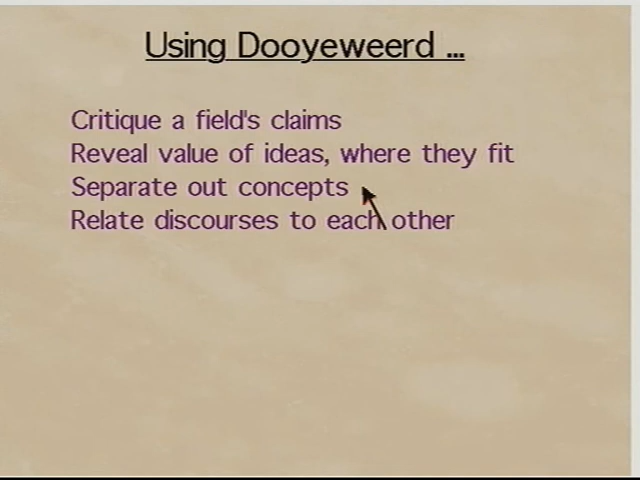 Using Dooyeweerd ...
Critique a field's claims
Reveal value of ideas, where they fit
Separate out concepts
Relate discourses to each other